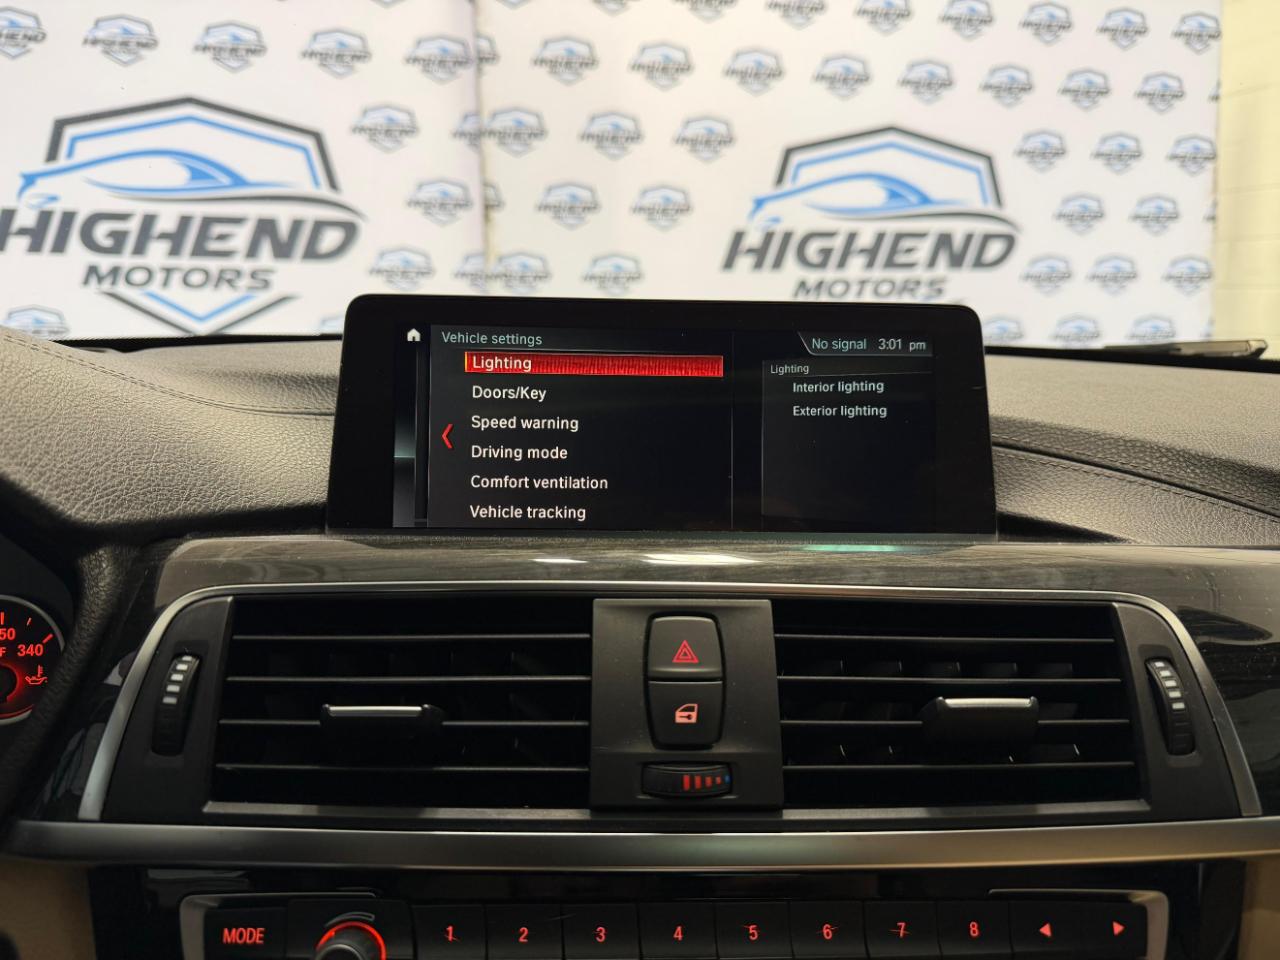 HIGHEND
MOTORS
HIGHEND
MOTORS
Vehicle settings
No signal 3:01 pm
Lighting
Doors/Key
Speed warning
Driving mode
Comfort ventilation
Vehicle tracking
Lighting
Interior lighting
Exterior lighting
340
MODE
1 2 3 4 5 6 7 8